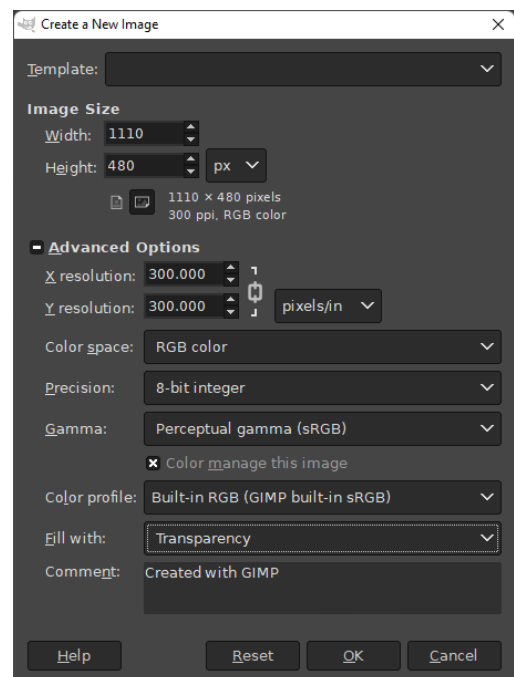 Create a New Image
Template:
Image Size
Width: 1110
Height: 480 px
1110 × 480 pixels
300 ppi, RGB color
Advanced Options
X resolution: 300.000
Y resolution: 300.000 pixels/in
Color space: RGB color
Precision: 8-bit integer
Gamma: Perceptual gamma (sRGB)
Color manage this image
Color profile: Built-in RGB (GIMP built-in sRGB)
Fill with: Transparency
Comment: Created with GIMP
Help Reset OK Cancel